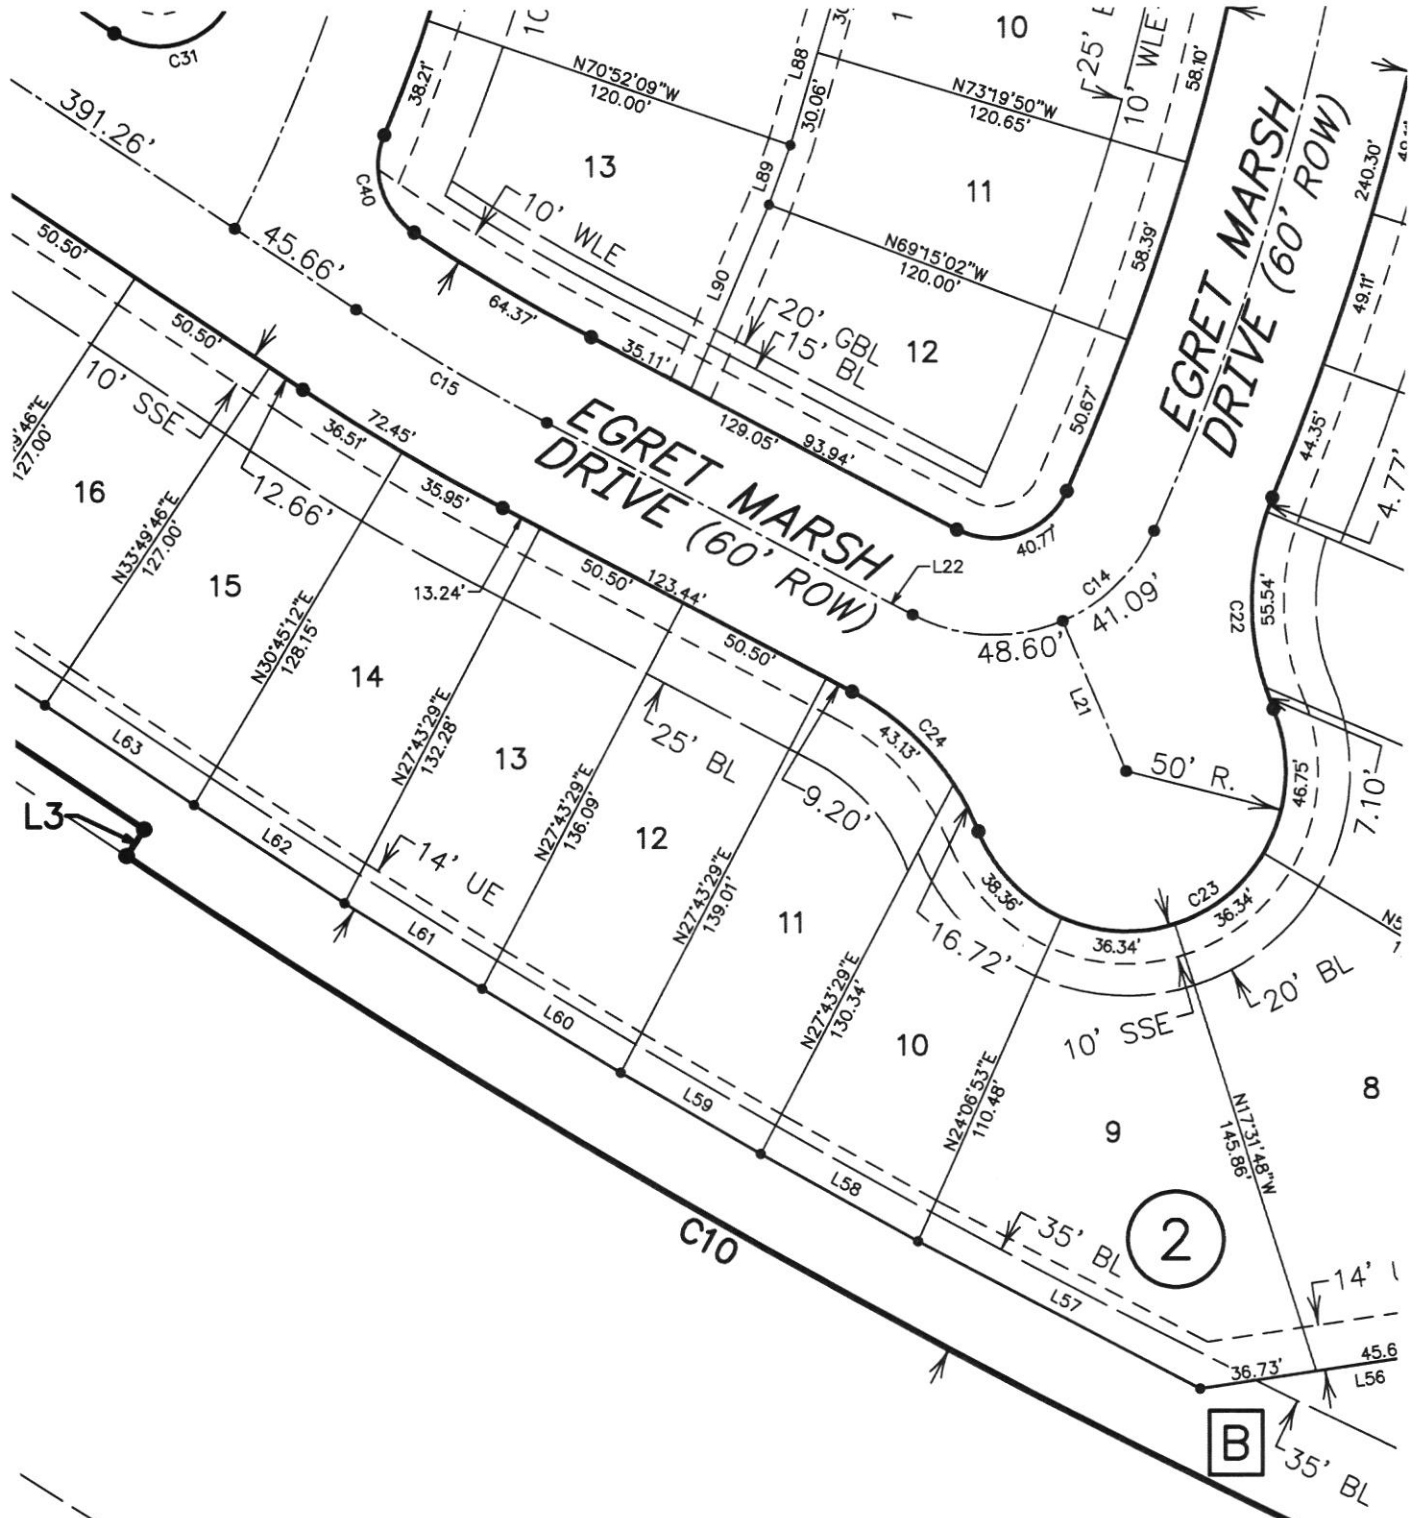 C31
391.26'
38.21'
N70°52'09"W
120.00'
L88
30.06'
10
25'
10' WLE
58.10'
N73°19'50"W
120.65'
13
11
C40
L89
EGRET MARSH
DRIVE (60' ROW)
240.30'
50.50'
45.66'
10' WLE
N69°15'02"W
120.00'
58.39'
49.11'
L90
64.37'
20' GBL
15' BL
12
35.11'
50.50'
10' SSE
C15
72.45'
36.51'
129.05'
93.94'
50.67'
44.35'
4.77'
127.00'
16
12.66'
35.95'
EGRET MARSH
DRIVE (60' ROW)
40.77'
N33°49'46"E
127.00'
15
13.24'
50.50'
123.44'
L22
C14
41.09'
C22
55.54'
N30°45'12"E
128.15'
48.60'
14
50.50'
L21
L63
N27°43'29"E
132.28'
13
25' BL
C24
43.13'
50' R.
46.75'
7.10'
L3
L62
14' UE
N27°43'29"E
136.09'
12
9.20'
38.36'
C23
36.34'
36.34'
L61
N27°43'29"E
139.01'
11
16.72'
20' BL
L60
N27°43'29"E
130.34'
10
10' SSE
8
L59
N24°06'53"E
110.48'
9
N17°31'48"W
145.86'
L58
C10
35' BL
2
14'
L57
36.73'
45.6
L56
B
35' BL